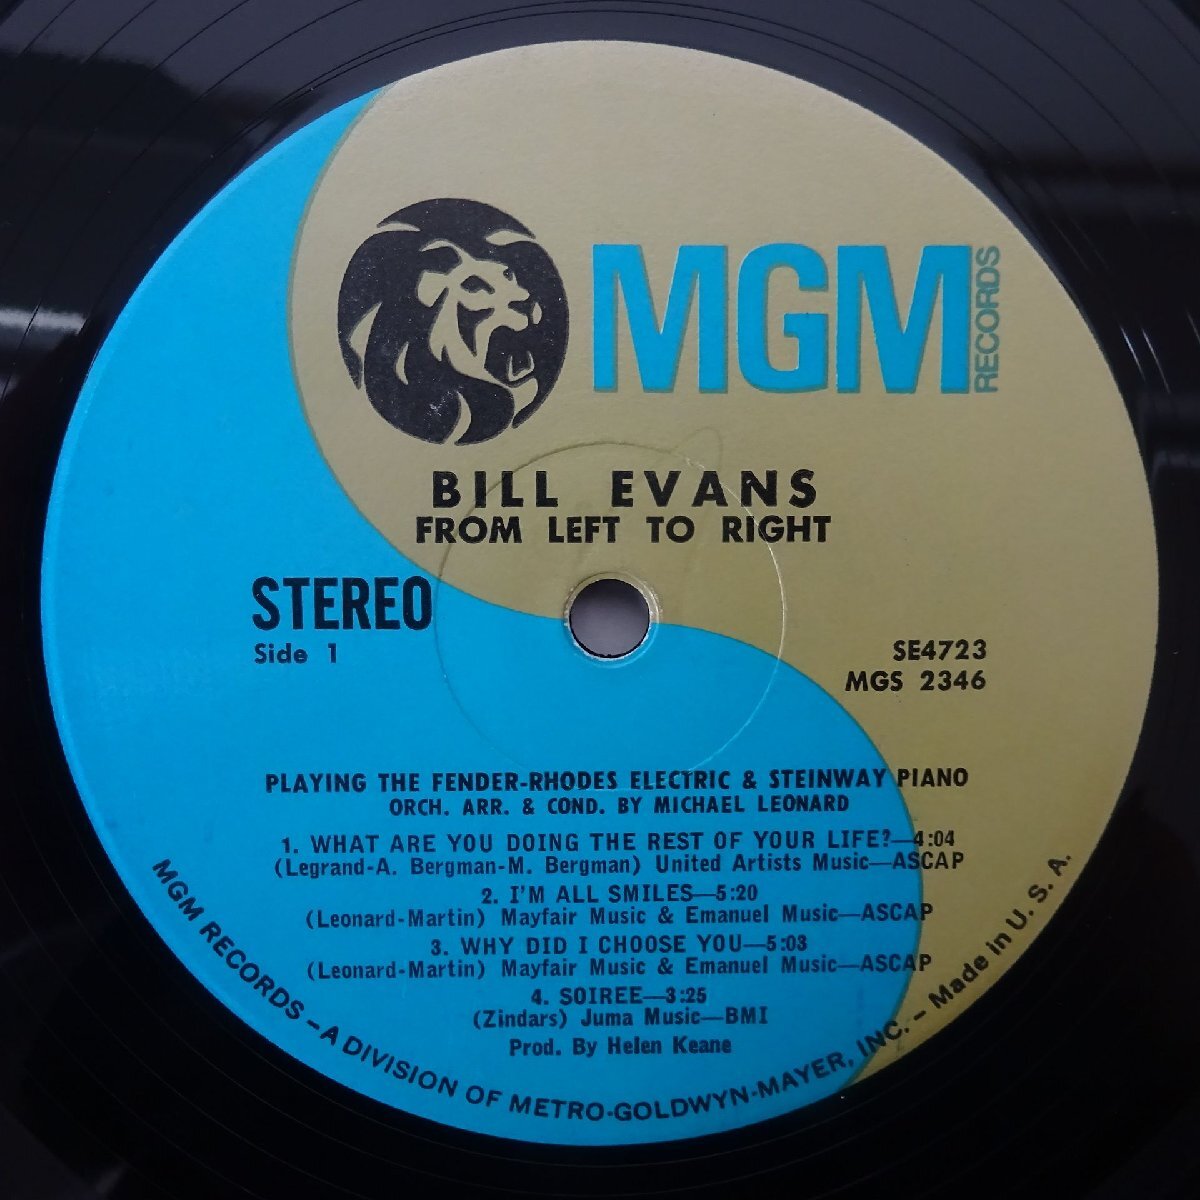 MGM
RECORDS
BILL EVANS
FROM LEFT TO RIGHT
STEREO
Side 1
SE4723
MGS 2346
PLAYING THE FENDER-RHODES ELECTRIC & STEINWAY PIANO
ORCH. ARR. & COND. BY MICHAEL LEONARD
1. WHAT ARE YOU DOING THE REST OF YOUR LIFE?—4:04
(Legrand-A. Bergman-M. Bergman) United Artists Music—ASCAP
2. I'M ALL SMILES—5:20
(Leonard-Martin) Mayfair Music & Emanuel Music—ASCAP
3. WHY DID I CHOOSE YOU—5:03
(Leonard-Martin) Mayfair Music & Emanuel Music—ASCAP
4. SOIREE—3:25
(Zindars) Juma Music—BMI
Prod. By Helen Keane
MGM RECORDS – A DIVISION OF METRO-GOLDWYN-MAYER, INC. – Made in U. S. A.